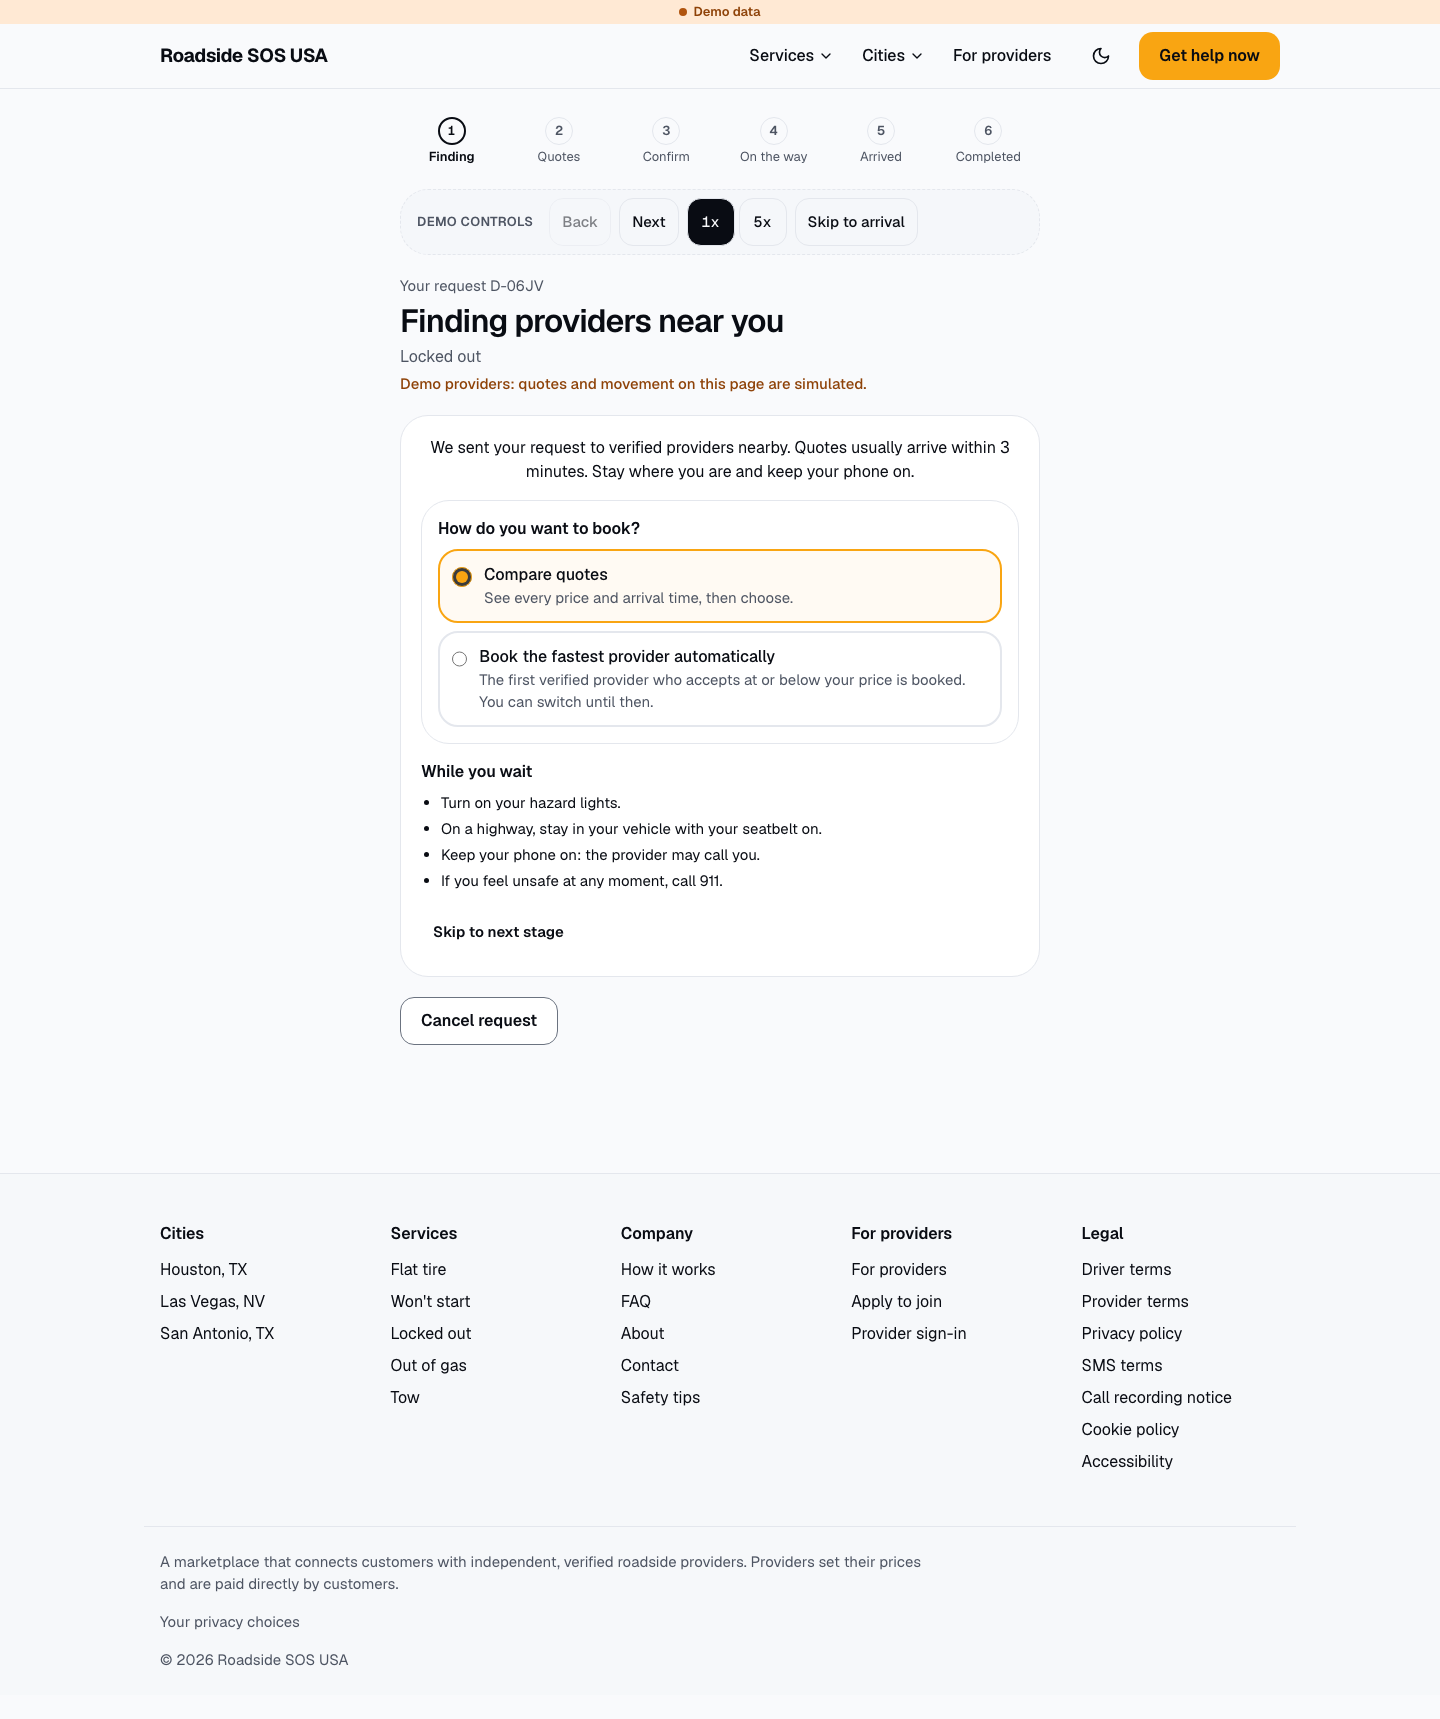 Demo data
Roadside SOS USA
Services
Cities
For providers
Get help now
1
Finding
2
Quotes
3
Confirm
4
On the way
5
Arrived
6
Completed
DEMO CONTROLS
Back
Next
1x
5x
Skip to arrival
Your request D-06JV
Finding providers near you
Locked out
Demo providers: quotes and movement on this page are simulated.
We sent your request to verified providers nearby. Quotes usually arrive within 3
minutes. Stay where you are and keep your phone on.
How do you want to book?
Compare quotes
See every price and arrival time, then choose.
Book the fastest provider automatically
The first verified provider who accepts at or below your price is booked.
You can switch until then.
While you wait
• Turn on your hazard lights.
• On a highway, stay in your vehicle with your seatbelt on.
• Keep your phone on: the provider may call you.
• If you feel unsafe at any moment, call 911.
Skip to next stage
Cancel request
Cities
Houston, TX
Las Vegas, NV
San Antonio, TX
Services
Flat tire
Won't start
Locked out
Out of gas
Tow
Company
How it works
FAQ
About
Contact
Safety tips
For providers
For providers
Apply to join
Provider sign-in
Legal
Driver terms
Provider terms
Privacy policy
SMS terms
Call recording notice
Cookie policy
Accessibility
A marketplace that connects customers with independent, verified roadside providers. Providers set their prices
and are paid directly by customers.
Your privacy choices
© 2026 Roadside SOS USA